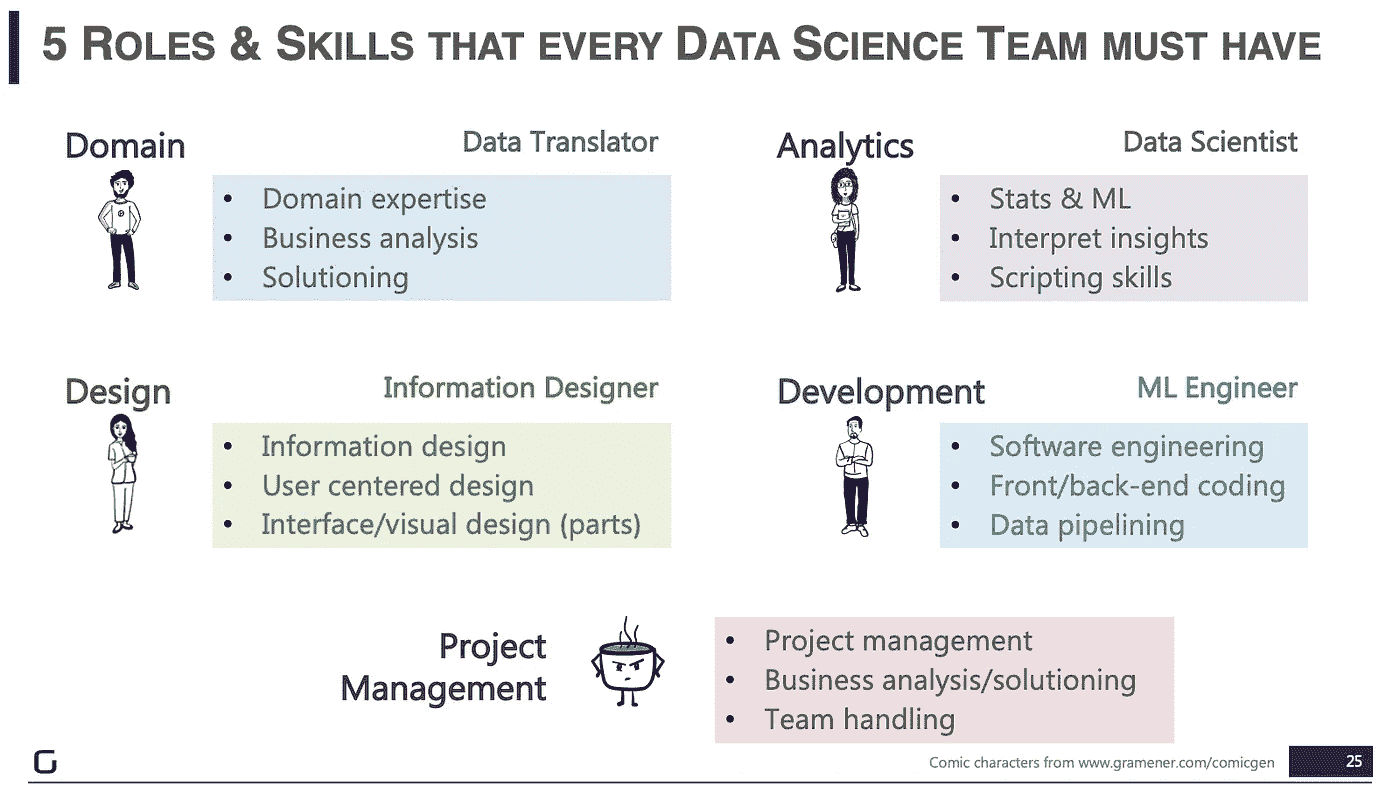 5 ROLES & SKILLS THAT EVERY DATA SCIENCE TEAM MUST HAVE
Domain
Data Translator
• Domain expertise
• Business analysis
• Solutioning
Analytics
Data Scientist
• Stats & ML
• Interpret insights
• Scripting skills
Design
Information Designer
• Information design
• User centered design
• Interface/visual design (parts)
Development
ML Engineer
• Software engineering
• Front/back-end coding
• Data pipelining
Project
Management
• Project management
• Business analysis/solutioning
• Team handling
Comic characters from www.gramener.com/comicgen
25